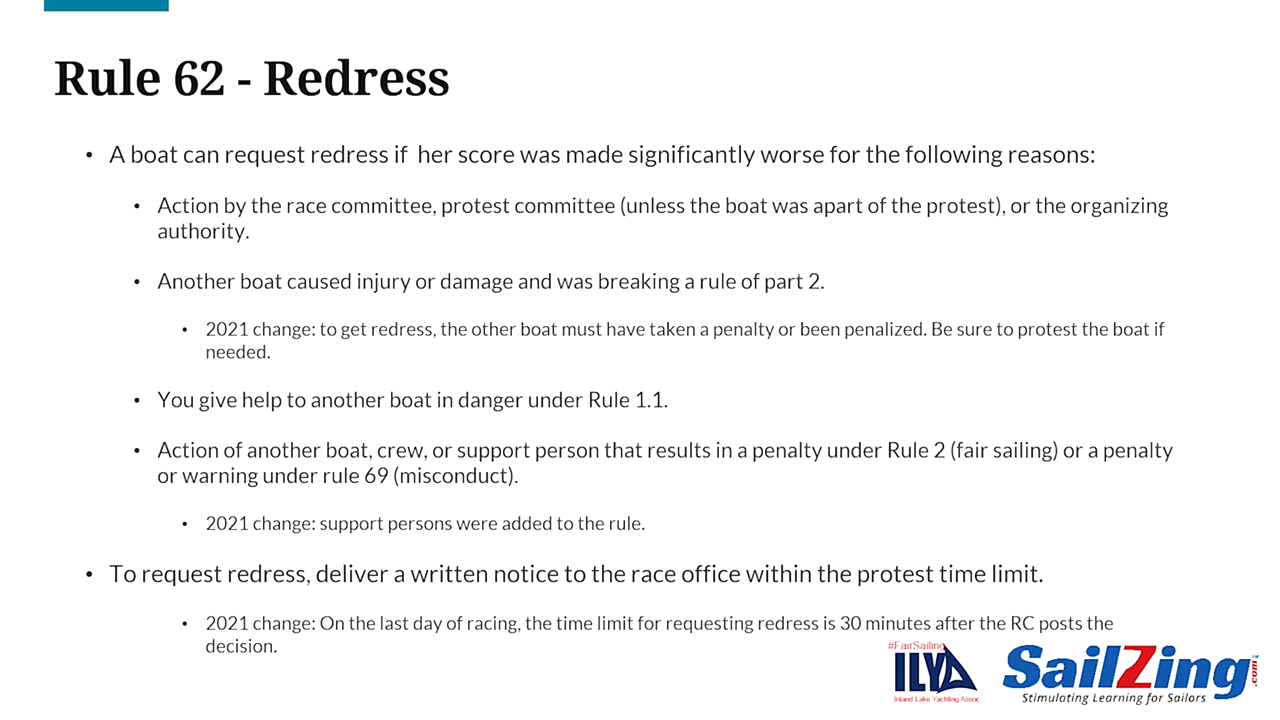 Rule 62 - Redress
• A boat can request redress if her score was made significantly worse for the following reasons:
• Action by the race committee, protest committee (unless the boat was apart of the protest), or the organizing
authority.
• Another boat caused injury or damage and was breaking a rule of part 2.
• 2021 change: to get redress, the other boat must have taken a penalty or been penalized. Be sure to protest the boat if
needed.
• You give help to another boat in danger under Rule 1.1.
• Action of another boat, crew, or support person that results in a penalty under Rule 2 (fair sailing) or a penalty
or warning under rule 69 (misconduct).
• 2021 change: support persons were added to the rule.
• To request redress, deliver a written notice to the race office within the protest time limit.
• 2021 change: On the last day of racing, the time limit for requesting redress is 30 minutes after the RC posts the
decision.
#FairSailing
ILYA
Inland Lake Yachting Assoc.
SailZing.com
Stimulating Learning for Sailors